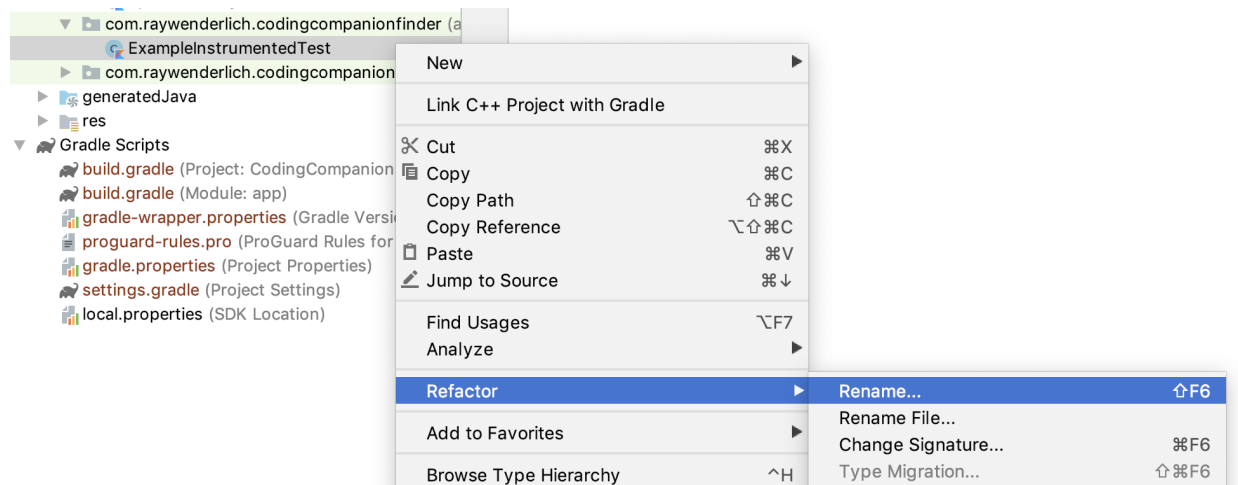 com.raywenderlich.codingcompanionfinder (a
ExampleInstrumentedTest
com.raywenderlich.codingcompanion
generatedJava
res
Gradle Scripts
build.gradle (Project: CodingCompanion
build.gradle (Module: app)
gradle-wrapper.properties (Gradle Versi
proguard-rules.pro (ProGuard Rules for
gradle.properties (Project Properties)
settings.gradle (Project Settings)
local.properties (SDK Location)
New
Link C++ Project with Gradle
Cut ⌘X
Copy ⌘C
Copy Path ⇧⌘C
Copy Reference ⌥⇧⌘C
Paste ⌘V
Jump to Source ⌘↓
Find Usages ⌥F7
Analyze
Refactor
Add to Favorites
Browse Type Hierarchy ^H
Rename... ⇧F6
Rename File...
Change Signature... ⌘F6
Type Migration... ⇧⌘F6